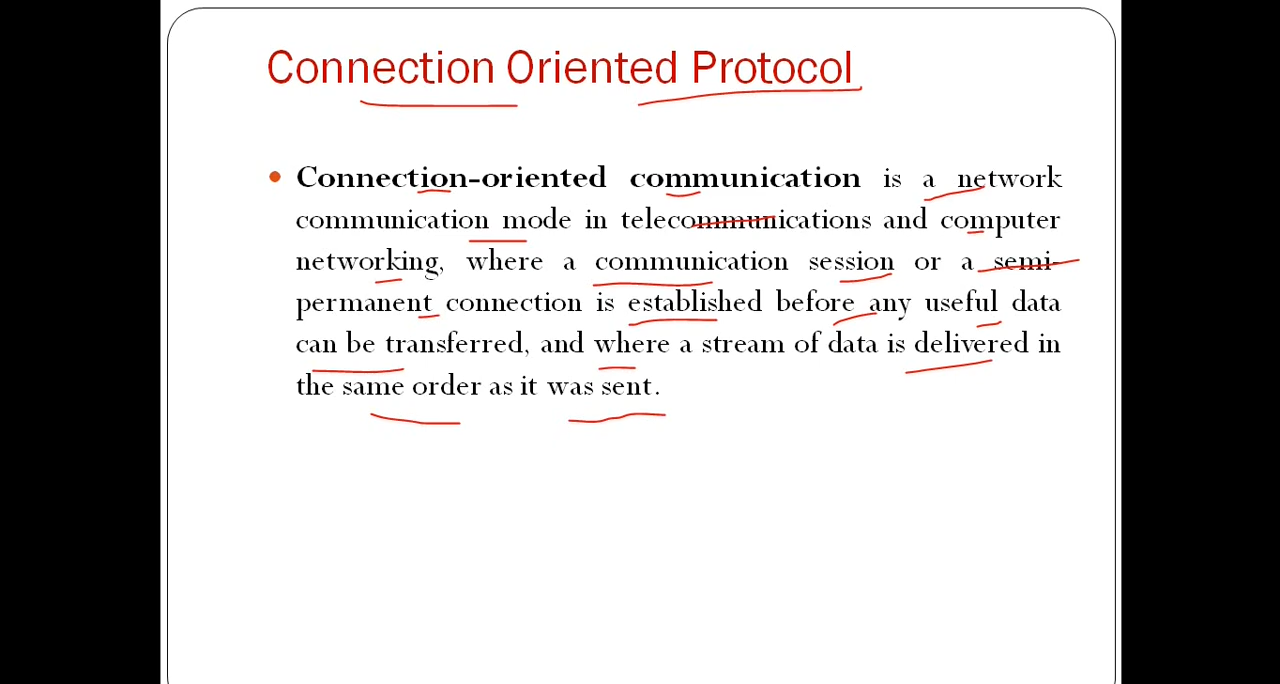 Connection Oriented Protocol
• Connection-oriented communication is a network
communication mode in telecommunications and computer
networking, where a communication session or a semi-
permanent connection is established before any useful data
can be transferred, and where a stream of data is delivered in
the same order as it was sent.